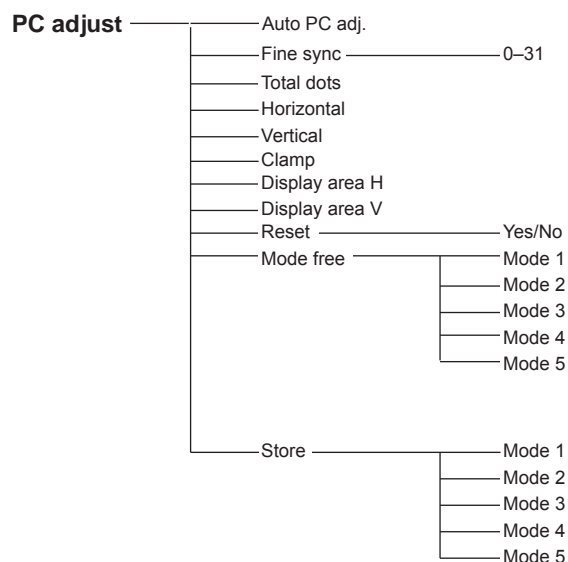 PC adjust Auto PC adj.
Fine sync 0–31
Total dots
Horizontal
Vertical
Clamp
Display area H
Display area V
Reset Yes/No
Mode free Mode 1
Mode 2
Mode 3
Mode 4
Mode 5
Store Mode 1
Mode 2
Mode 3
Mode 4
Mode 5